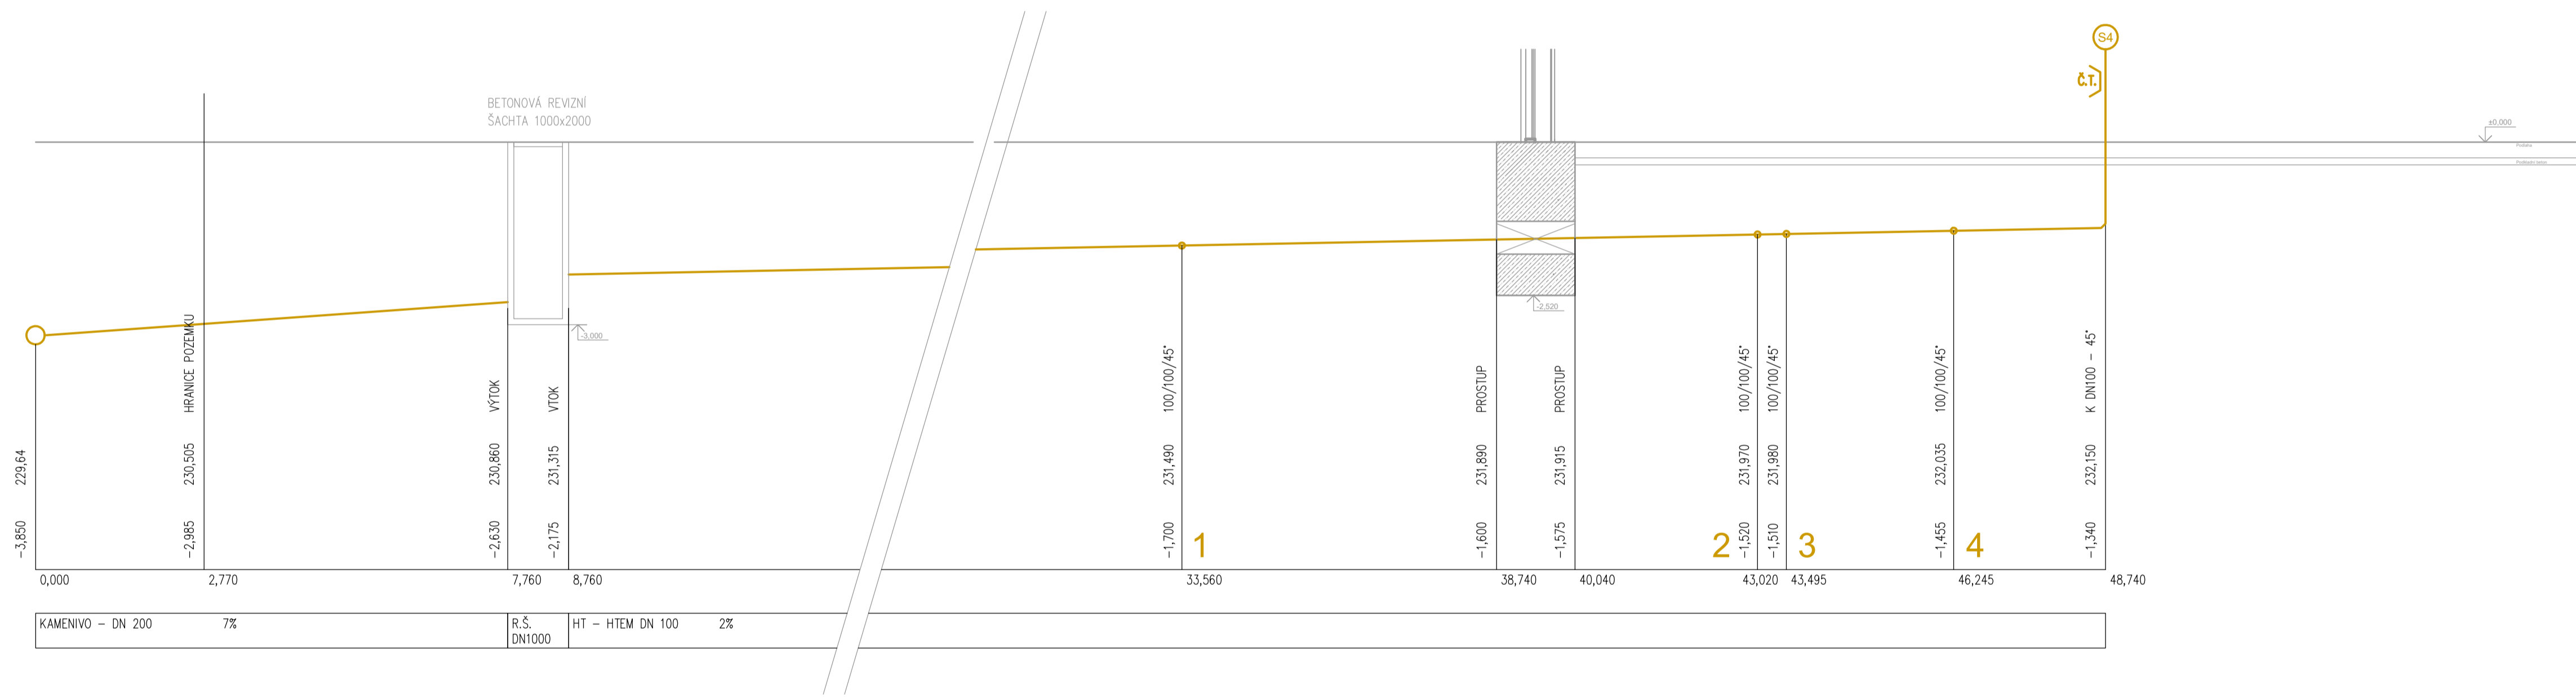 S4
Č.T.
BETONOVÁ REVIZNÍ
ŠACHTA 1000x2000
±0,000
Podlaha
Podkladní beton
-2,520
-3,000
HRANICE POZEMKU
VÝTOK
VTOK
100/100/45°
PROSTUP
PROSTUP
100/100/45°
100/100/45°
100/100/45°
K DN100 – 45°
229,64
230,505
230,860
231,315
231,490
231,890
231,915
231,970
231,980
232,035
232,150
-3,850
-2,985
-2,630
-2,175
-1,700
1
-1,600
-1,575
2
-1,520
-1,510
3
-1,455
4
-1,340
0,000
2,770
7,760
8,760
33,560
38,740
40,040
43,020
43,495
46,245
48,740
KAMENIVO – DN 200 7%
R.Š.
DN1000
HT – HTEM DN 100 2%